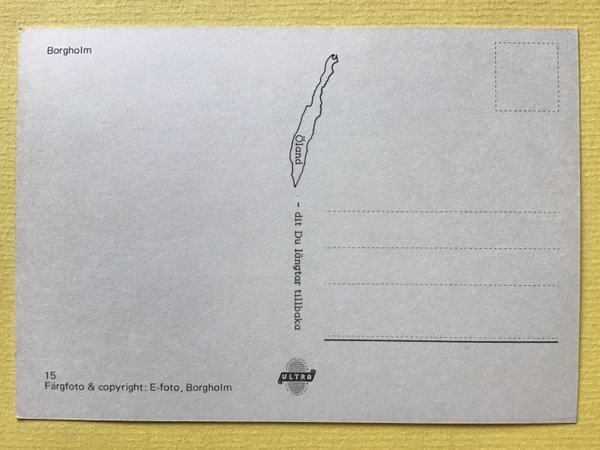 Borgholm
Öland
- dit Du längtar tillbaka
15
Färgfoto & copyright: E-foto, Borgholm
ULTRA